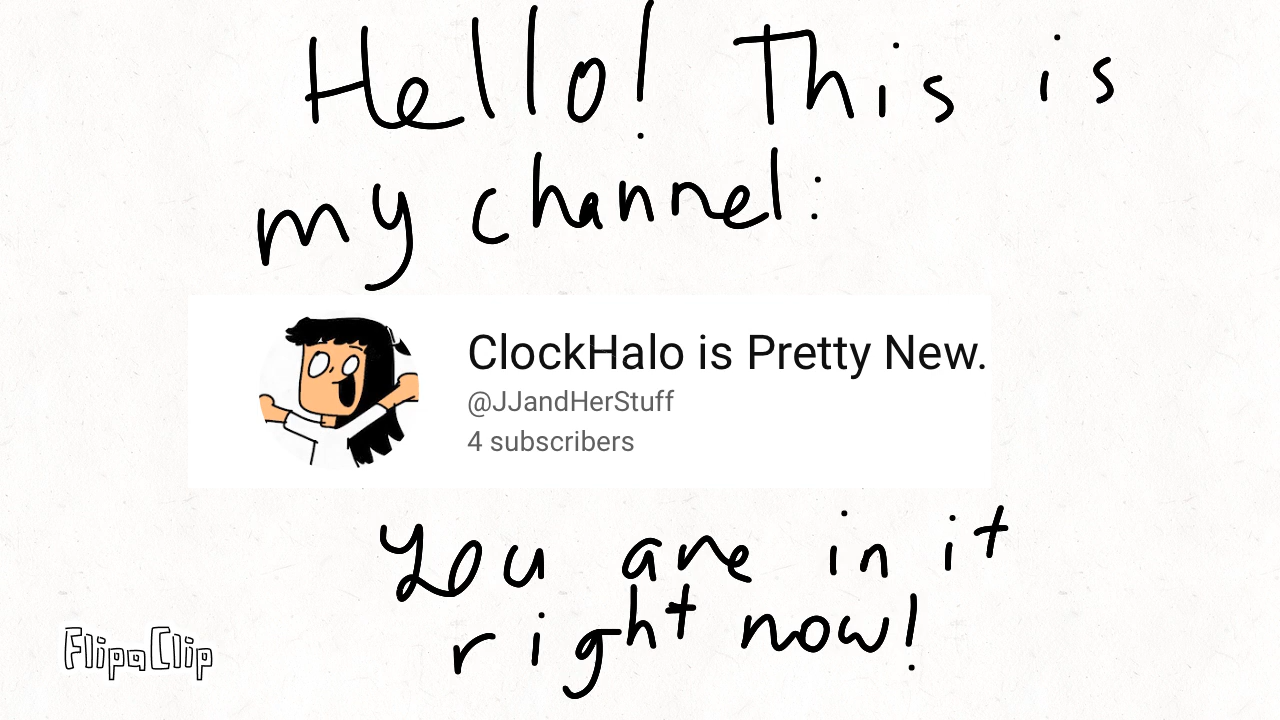 Hello! This is
my channel:
ClockHalo is Pretty New.
@JJandHerStuff
4 subscribers
You are in it
right now!
FlipaClip